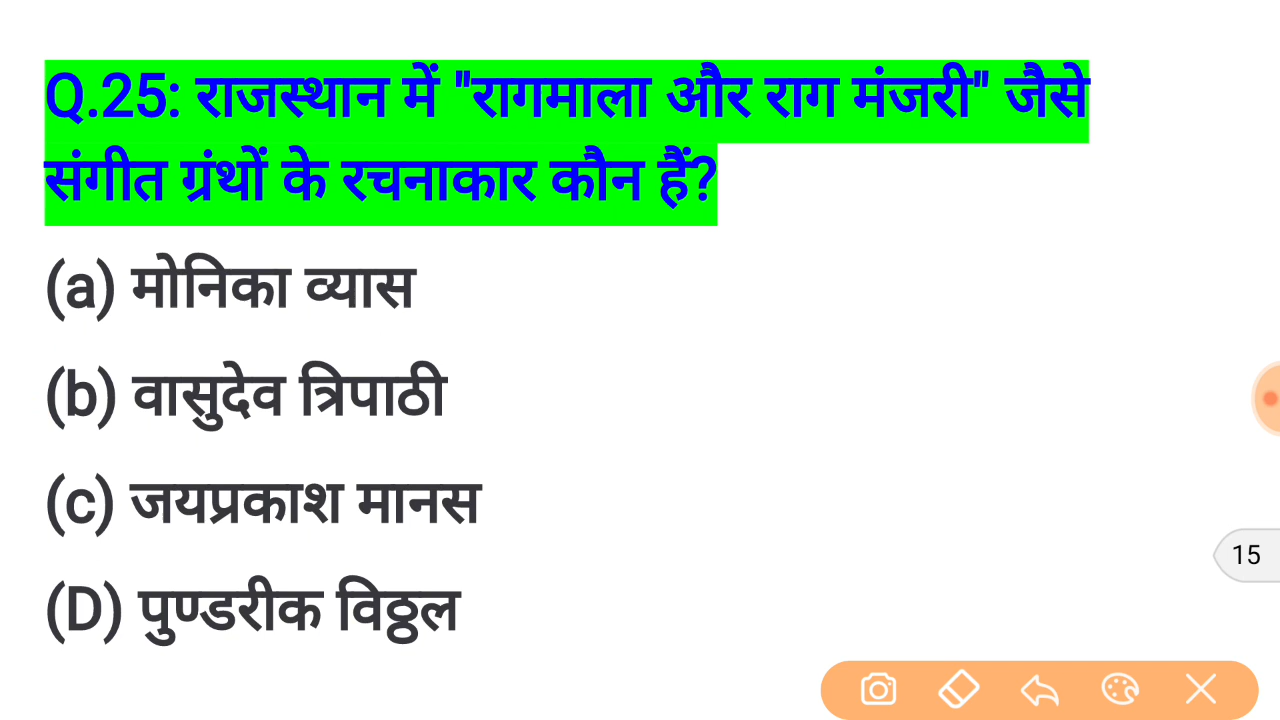 Q.25: राजस्थान में "रागमाला और राग मंजरी" जैसे
संगीत ग्रंथों के रचनाकार कौन हैं?
(a) मोनिका व्यास
(b) वासुदेव त्रिपाठी
(c) जयप्रकाश मानस
(D) पुण्डरीक विठ्ठल
15